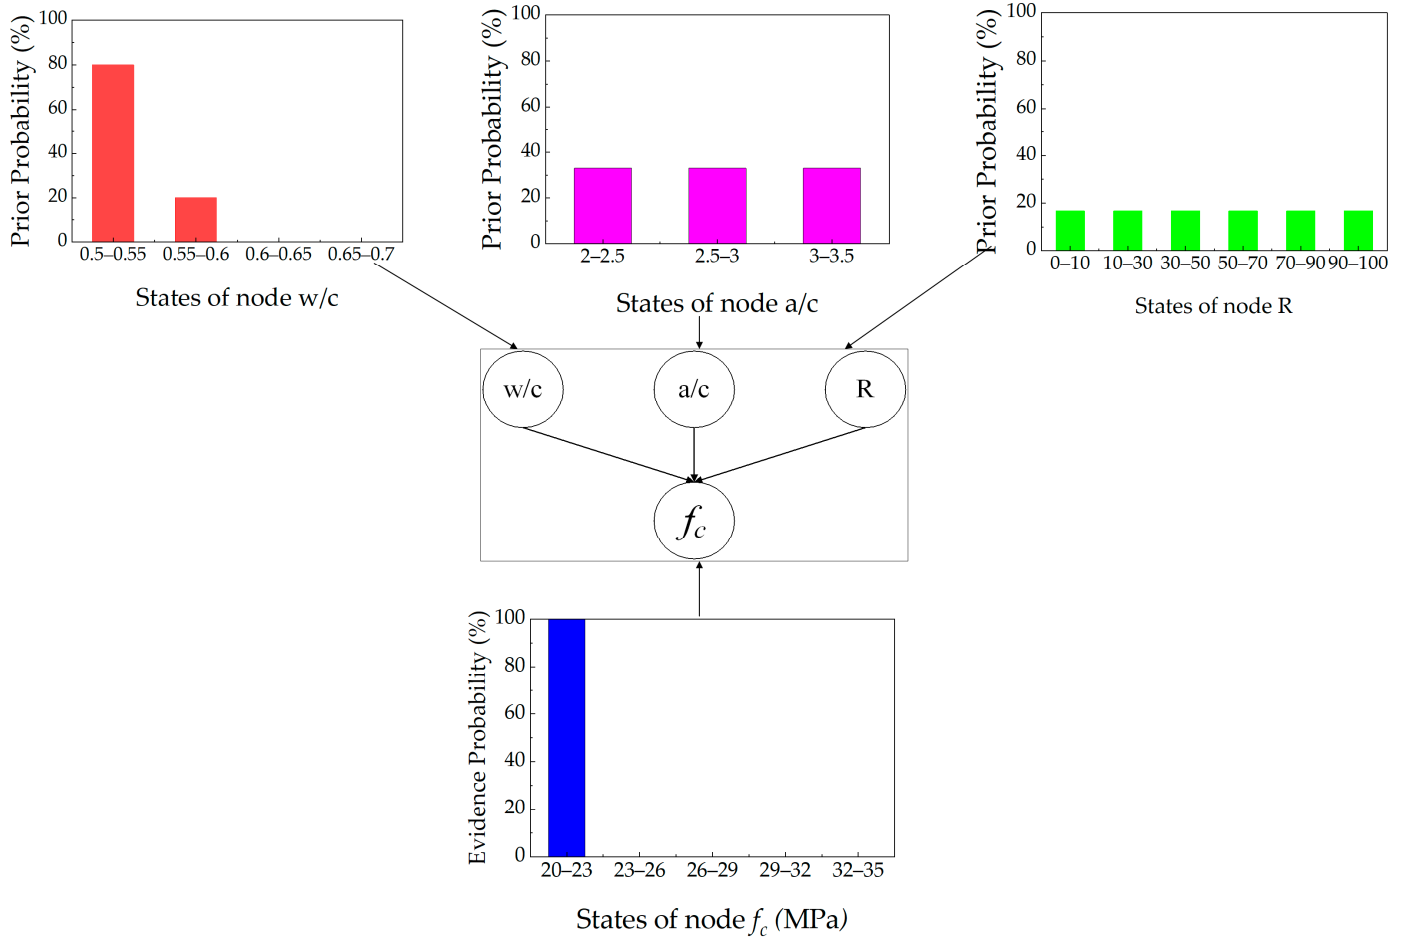 Prior Probability (%)
100
80
60
40
20
0
0.5–0.55 0.55–0.6 0.6–0.65 0.65–0.7
States of node w/c
Prior Probability (%)
100
80
60
40
20
0
2–2.5 2.5–3 3–3.5
States of node a/c
Prior Probability (%)
100
80
60
40
20
0
0–10 10–30 30–50 50–70 70–90 90–100
States of node R
w/c a/c R
fc
Evidence Probability (%)
100
80
60
40
20
0
20–23 23–26 26–29 29–32 32–35
States of node fc (MPa)